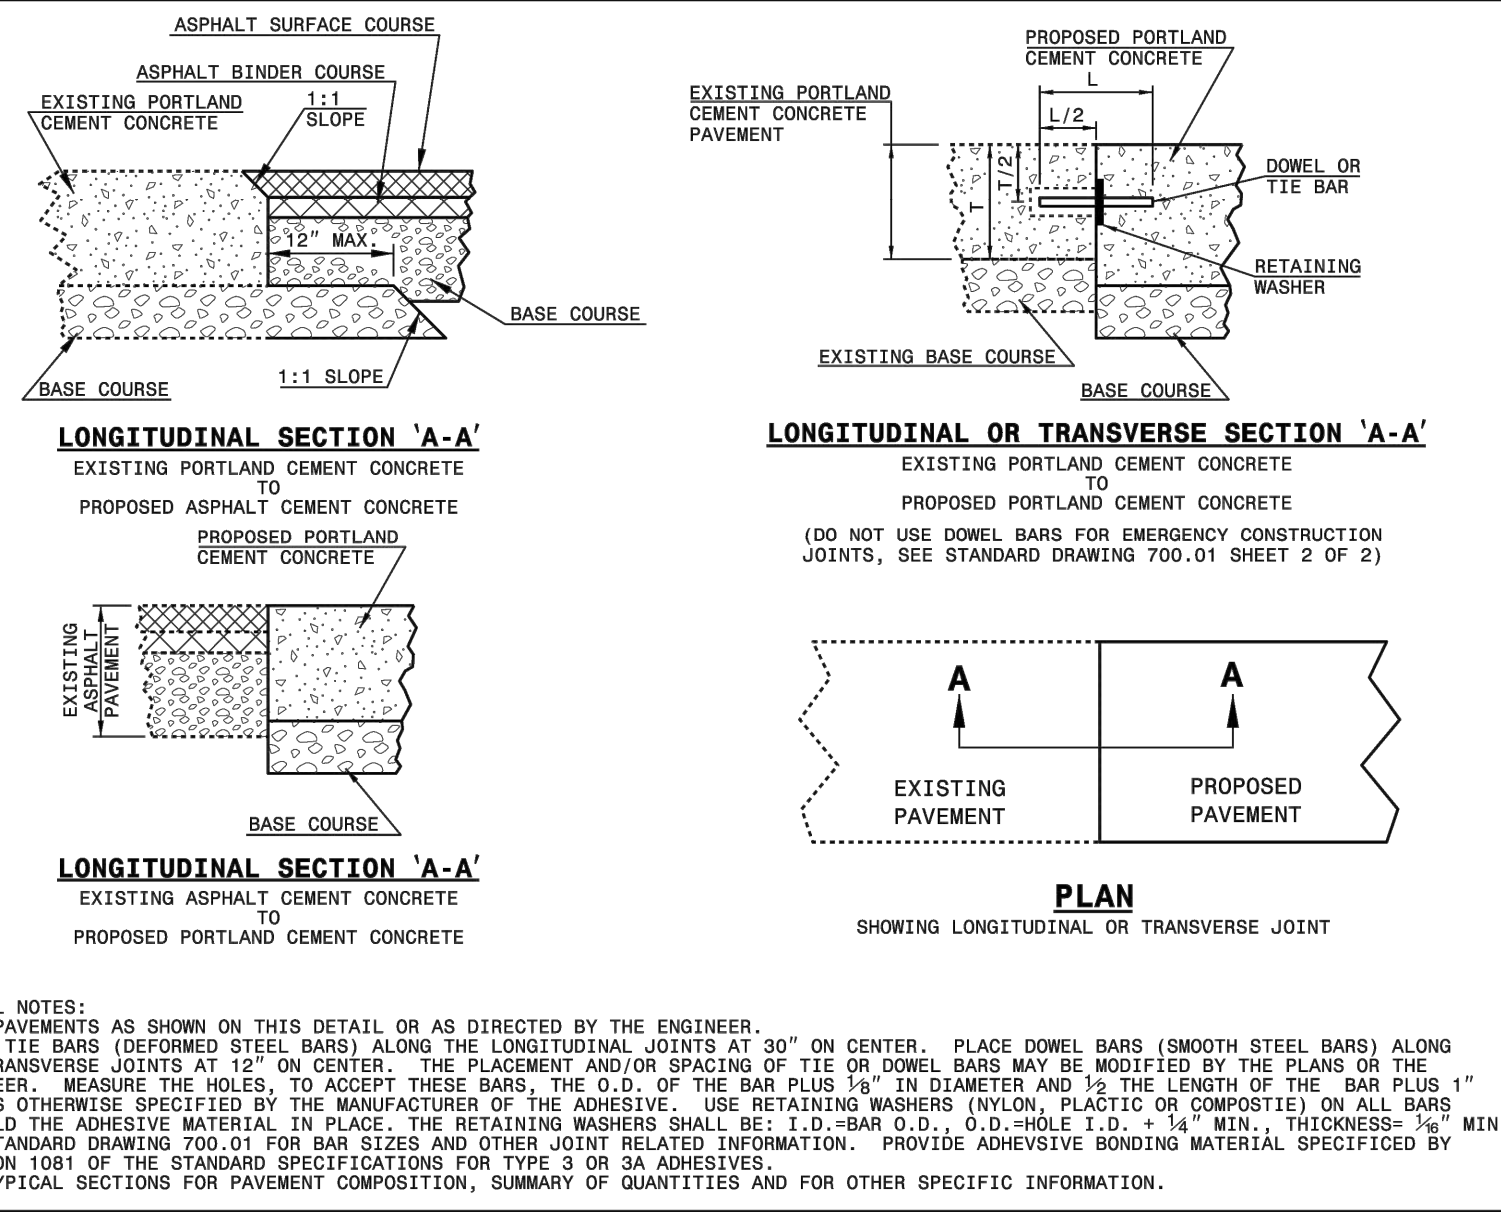 ASPHALT SURFACE COURSE
ASPHALT BINDER COURSE
EXISTING PORTLAND
CEMENT CONCRETE
1:1
SLOPE
12" MAX.
BASE COURSE
1:1 SLOPE
BASE COURSE
LONGITUDINAL SECTION 'A-A'
EXISTING PORTLAND CEMENT CONCRETE
TO
PROPOSED ASPHALT CEMENT CONCRETE
PROPOSED PORTLAND
CEMENT CONCRETE
L
EXISTING PORTLAND
CEMENT CONCRETE
PAVEMENT
L/2
T/2
T
DOWEL OR
TIE BAR
RETAINING
WASHER
EXISTING BASE COURSE
BASE COURSE
LONGITUDINAL OR TRANSVERSE SECTION 'A-A'
EXISTING PORTLAND CEMENT CONCRETE
TO
PROPOSED PORTLAND CEMENT CONCRETE
(DO NOT USE DOWEL BARS FOR EMERGENCY CONSTRUCTION
JOINTS, SEE STANDARD DRAWING 700.01 SHEET 2 OF 2)
PROPOSED PORTLAND
CEMENT CONCRETE
EXISTING
ASPHALT
PAVEMENT
BASE COURSE
LONGITUDINAL SECTION 'A-A'
EXISTING ASPHALT CEMENT CONCRETE
TO
PROPOSED PORTLAND CEMENT CONCRETE
A
A
EXISTING
PAVEMENT
PROPOSED
PAVEMENT
PLAN
SHOWING LONGITUDINAL OR TRANSVERSE JOINT
NOTES:
PAVEMENTS AS SHOWN ON THIS DETAIL OR AS DIRECTED BY THE ENGINEER.
TIE BARS (DEFORMED STEEL BARS) ALONG THE LONGITUDINAL JOINTS AT 30" ON CENTER. PLACE DOWEL BARS (SMOOTH STEEL BARS) ALONG
RANSVERSE JOINTS AT 12" ON CENTER. THE PLACEMENT AND/OR SPACING OF TIE OR DOWEL BARS MAY BE MODIFIED BY THE PLANS OR THE
EER. MEASURE THE HOLES, TO ACCEPT THESE BARS, THE O.D. OF THE BAR PLUS 1/8" IN DIAMETER AND 1/2 THE LENGTH OF THE BAR PLUS 1"
S OTHERWISE SPECIFIED BY THE MANUFACTURER OF THE ADHESIVE. USE RETAINING WASHERS (NYLON, PLACTIC OR COMPOSTIE) ON ALL BARS
LD THE ADHESIVE MATERIAL IN PLACE. THE RETAINING WASHERS SHALL BE: I.D.=BAR O.D., O.D.=HOLE I.D. + 1/4" MIN., THICKNESS= 1/16" MIN
TANDARD DRAWING 700.01 FOR BAR SIZES AND OTHER JOINT RELATED INFORMATION. PROVIDE ADHEVSIVE BONDING MATERIAL SPECIFICED BY
ON 1081 OF THE STANDARD SPECIFICATIONS FOR TYPE 3 OR 3A ADHESIVES.
YPICAL SECTIONS FOR PAVEMENT COMPOSITION, SUMMARY OF QUANTITIES AND FOR OTHER SPECIFIC INFORMATION.